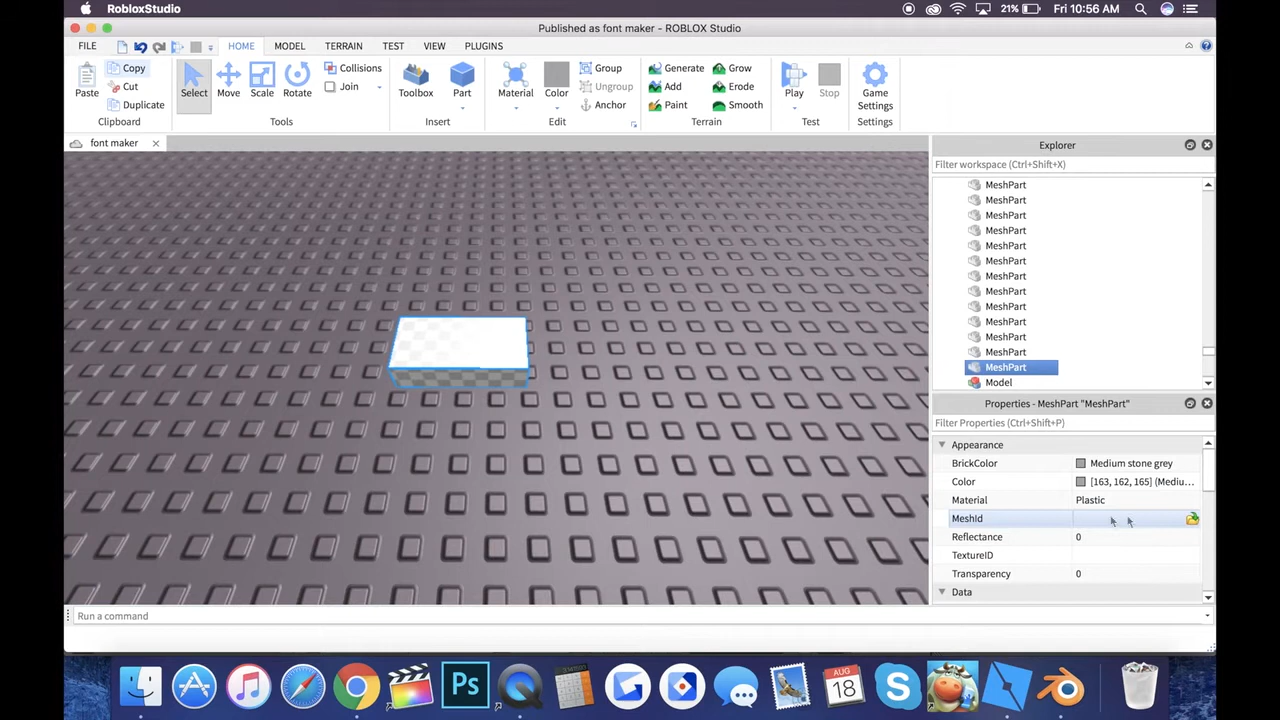 RobloxStudio 21% Fri 10:56 AM
Published as font maker - ROBLOX Studio
FILE HOME MODEL TERRAIN TEST VIEW PLUGINS
Copy Collisions Group Generate Grow
Cut Join Ungroup Add Erode
Paste Select Move Scale Rotate Toolbox Part Material Color Play Stop Game Settings
Duplicate Anchor Paint Smooth
Clipboard Tools Insert Edit Terrain Test Settings
font maker
Explorer
Filter workspace (Ctrl+Shift+X)
MeshPart
MeshPart
MeshPart
MeshPart
MeshPart
MeshPart
MeshPart
MeshPart
MeshPart
MeshPart
MeshPart
MeshPart
MeshPart
Model
Properties - MeshPart "MeshPart"
Filter Properties (Ctrl+Shift+P)
Appearance
BrickColor Medium stone grey
Color [163, 162, 165] (Mediu...
Material Plastic
MeshId
Reflectance 0
TextureID
Transparency 0
Data
Run a command
Ps
AUG
18